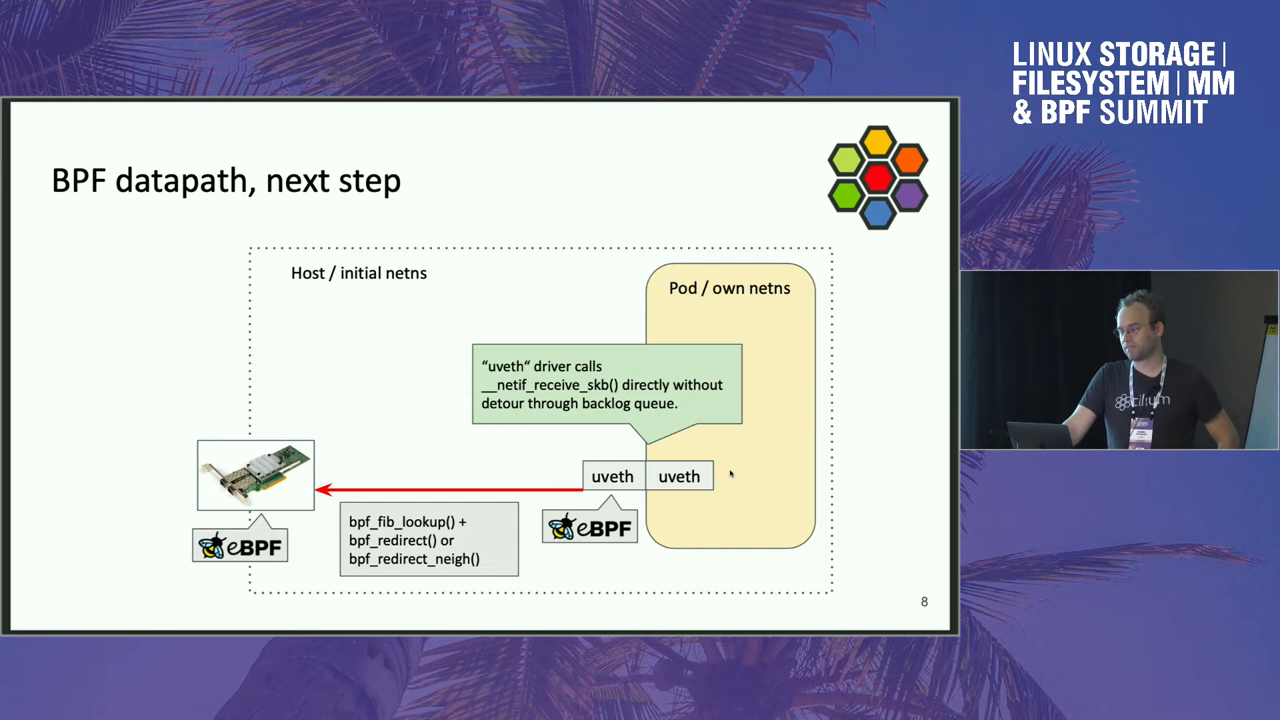 LINUX STORAGE |
FILESYSTEM | MM
& BPF SUMMIT
BPF datapath, next step
Host / initial netns
Pod / own netns
“uveth“ driver calls
__netif_receive_skb() directly without
detour through backlog queue.
uveth
uveth
eBPF
eBPF
bpf_fib_lookup() +
bpf_redirect() or
bpf_redirect_neigh()
8
cilium